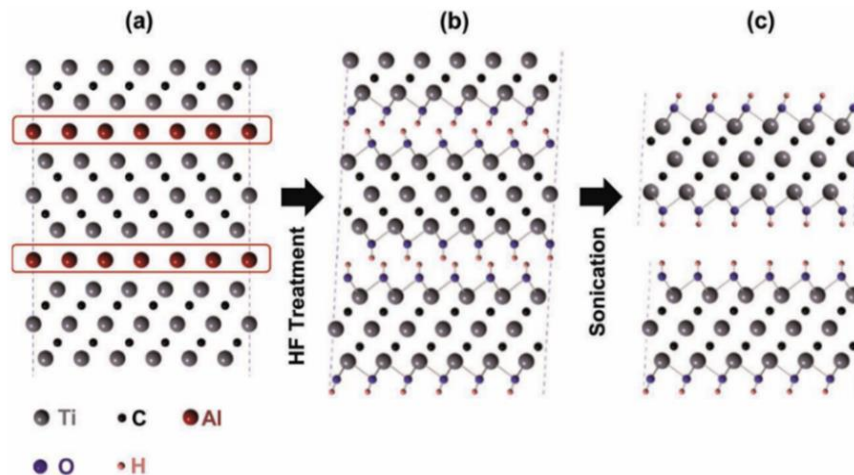 (a) (b) (c)
HF Treatment
Sonication
Ti C Al
O H